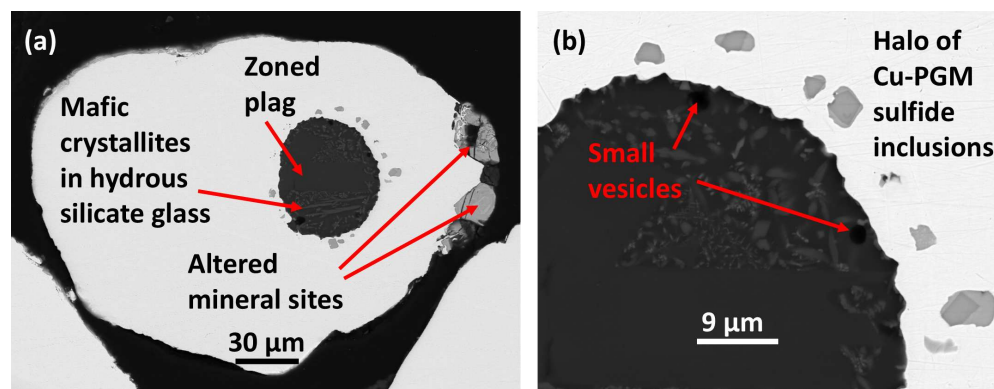 (a)
Zoned
plag
Mafic
crystallites
in hydrous
silicate glass
Altered
mineral sites
30 µm
(b)
Halo of
Cu-PGM
sulfide
inclusions
Small
vesicles
9 µm